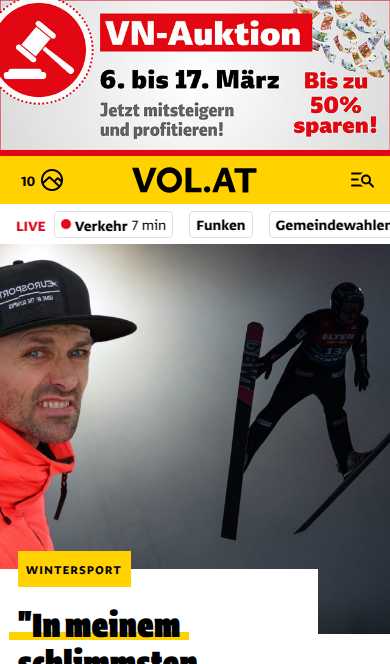 VN-Auktion
6. bis 17. März
Jetzt mitsteigern
und profitieren!
Bis zu
50%
sparen!
10
VOL.AT
LIVE
Verkehr 7 min
Funken
Gemeindewahlen
EUROSPORT
13
WINTERSPORT
"In meinem
schlimmsten